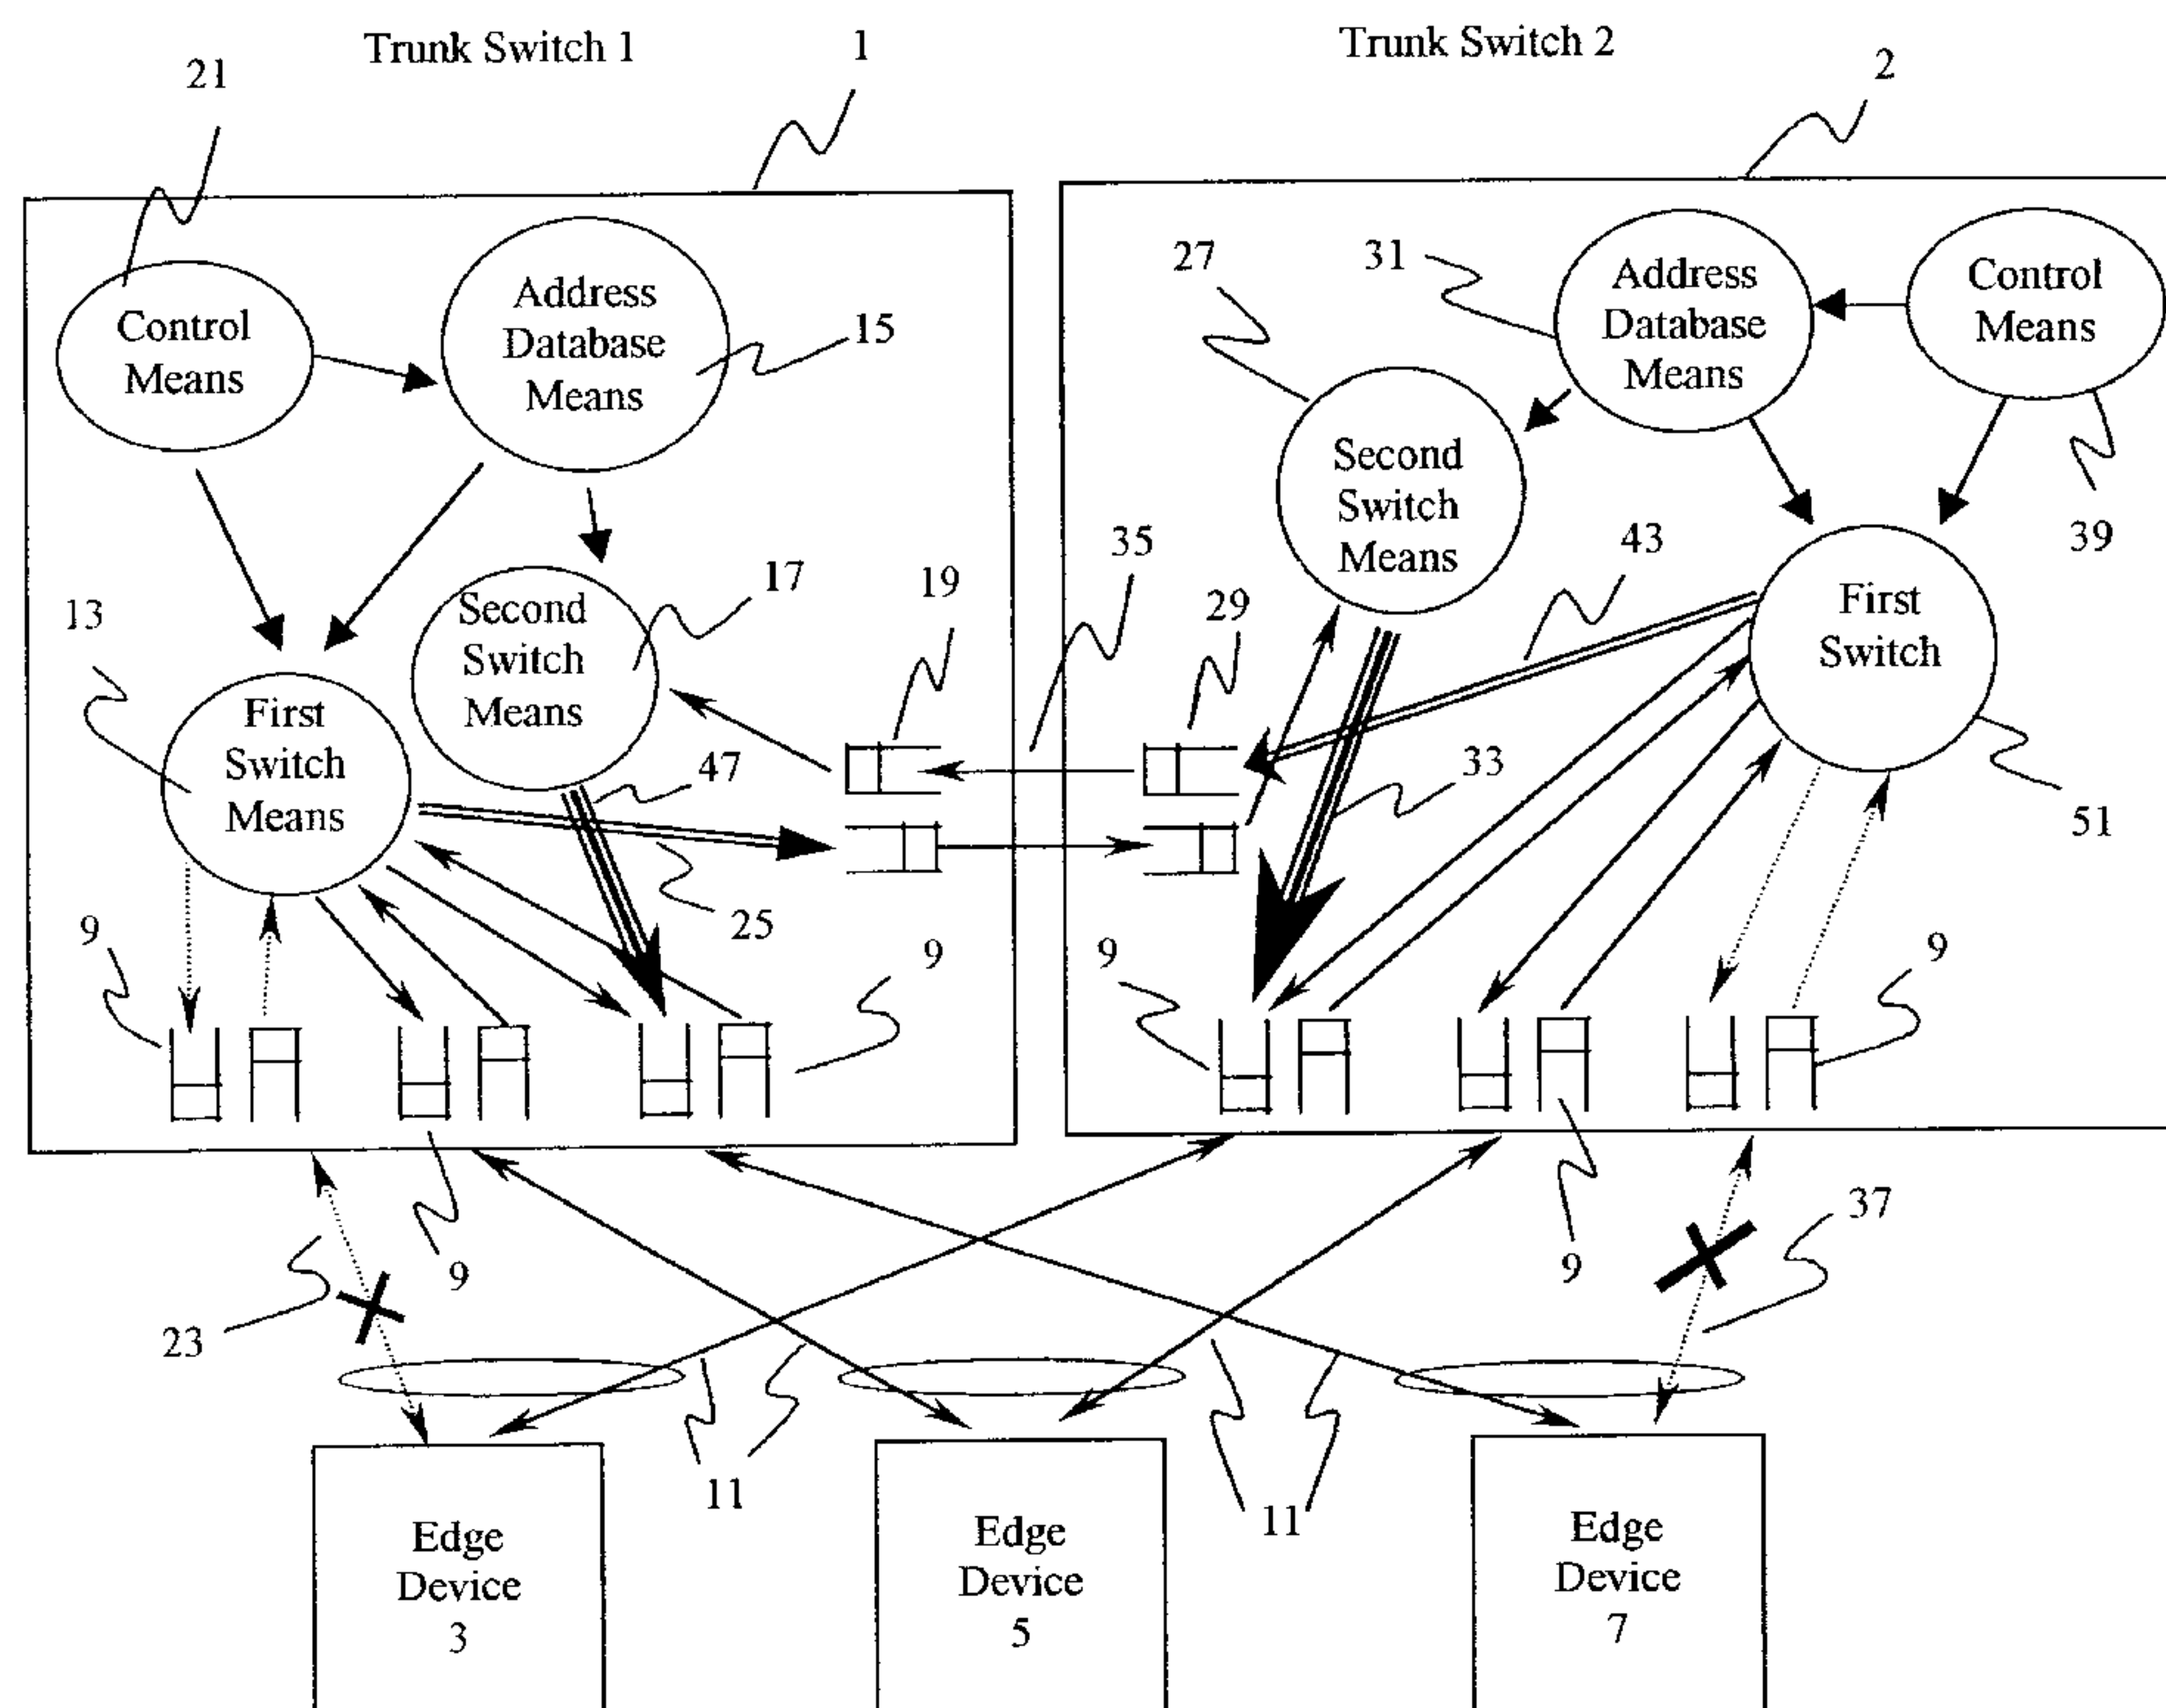 Trunk Switch 1
1
Trunk Switch 2
2
21
Control
Means
Address
Database
Means
15
27
31
Address
Database
Means
Control
Means
Second
Switch
Means
39
13
Second
Switch
Means
17
19
35
29
43
First
Switch
First
Switch
Means
47
33
51
25
9
9
9
9
9
9
23
37
11
11
Edge
Device
3
Edge
Device
5
Edge
Device
7